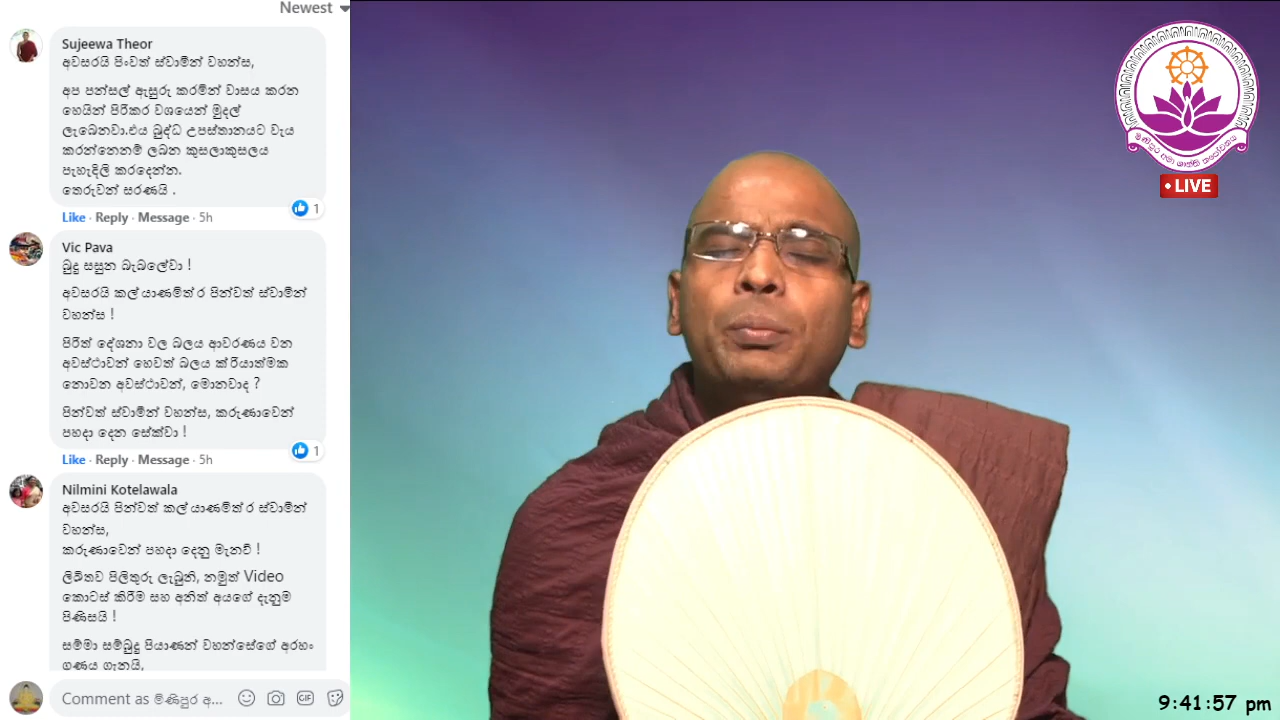 Newest
Sujeewa Theor
අවසරයි පිංවත් ස්වාමීන් වහන්ස,
අප පන්සල් ඇසුරු කරමින් වාසය කරන
හෙයින් පිරිකර වශයෙන් මුදල්
ලැබෙනවා.එය බුද්ධ උපස්තානයට වැය
කරන්නෙනම් ලබන කුසලාකුසලය
පැහැදිලි කරදෙන්න.
තෙරුවන් සරණයි .
Like · Reply · Message · 5h
1
Vic Pava
බුදු සසුන බැබලේවා !
අවසරයි කල් යාණමිත් ර පින්වත් ස්වාමීන්
වහන්ස !
පිරිත් දේශනා වල බලය ආවරණය වන
අවස්ථාවන් හෙවත් බලය ක් රියාත්මක
නොවන අවස්ථාවන්, මොනවාද ?
පින්වත් ස්වාමීන් වහන්ස, කරුණාවෙන්
පහදා දෙන සේක්වා !
Like · Reply · Message · 5h
1
Nilmini Kotelawala
අවසරයි පින්වත් කල් යාණමිත් ර ස්වාමීන්
වහන්ස,
කරුණාවෙන් පහදා දෙනු මැනවී !
ලිඛිතව පිලිතුරු ලැබුනි, නමුත් Video
කොටස් කිරීම සහ අනිත් අයගේ දැනුම
පිණිසයි !
සම්මා සම්බුදු පියාණන් වහන්සේගේ අරහං
ගුණය ගැනයි,
Comment as මිණිපුර අ...
GIF
LIVE
9:41:57 pm